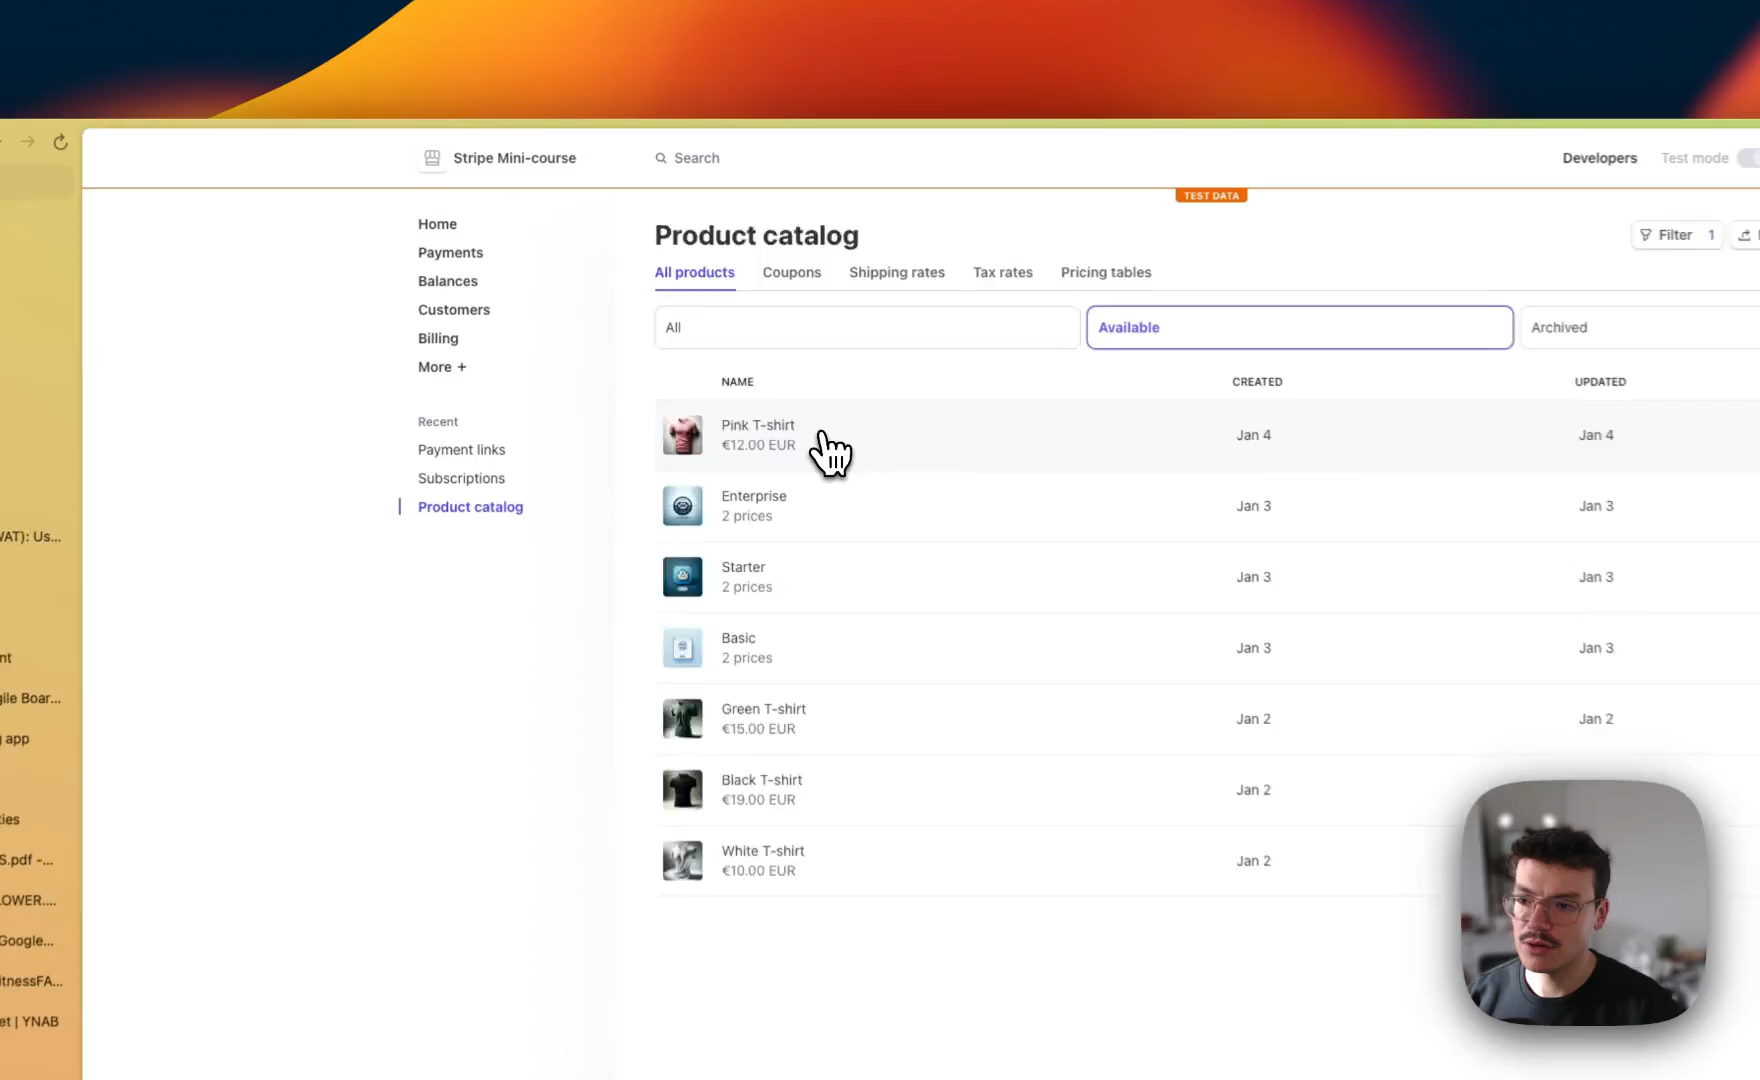 Stripe Mini-course
Search
Developers
Test mode
TEST DATA
Home
Payments
Balances
Customers
Billing
More +
Recent
Payment links
Subscriptions
Product catalog
Product catalog
Filter 1
All products
Coupons
Shipping rates
Tax rates
Pricing tables
All
Available
Archived
NAME
CREATED
UPDATED
Pink T-shirt
€12.00 EUR
Jan 4
Jan 4
Enterprise
2 prices
Jan 3
Jan 3
Starter
2 prices
Jan 3
Jan 3
Basic
2 prices
Jan 3
Jan 3
Green T-shirt
€15.00 EUR
Jan 2
Jan 2
Black T-shirt
€19.00 EUR
Jan 2
White T-shirt
€10.00 EUR
Jan 2
WAT): Us...
nt
gile Boar...
g app
ties
S.pdf -...
LOWER....
Google...
itnessFA...
et | YNAB